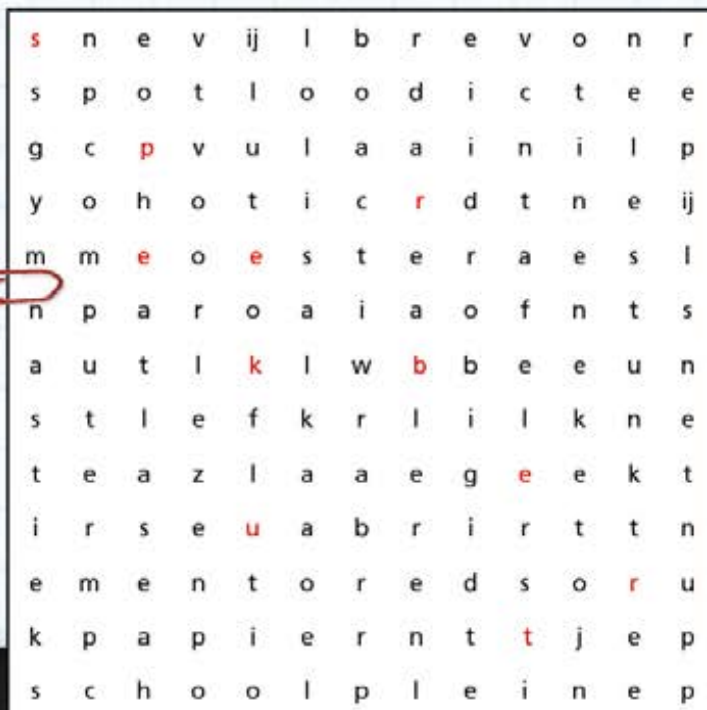 s n e v ij l b r e v o n r
s p o t l o o d i c t e e
g c p v u l a a i n i l p
y o h o t i c r d t n e ij
m m e o e s t e r a e s l
n p a r o a i a o f n t s
a u t l k l w b b e e u n
s t l e f k r l i l k n e
t e a z l a a e g e e k t
i r s e u a b r i r t t n
e m e n t o r e d s o r u
k p a p i e r n t t j e p
s c h o o l p l e i n e p